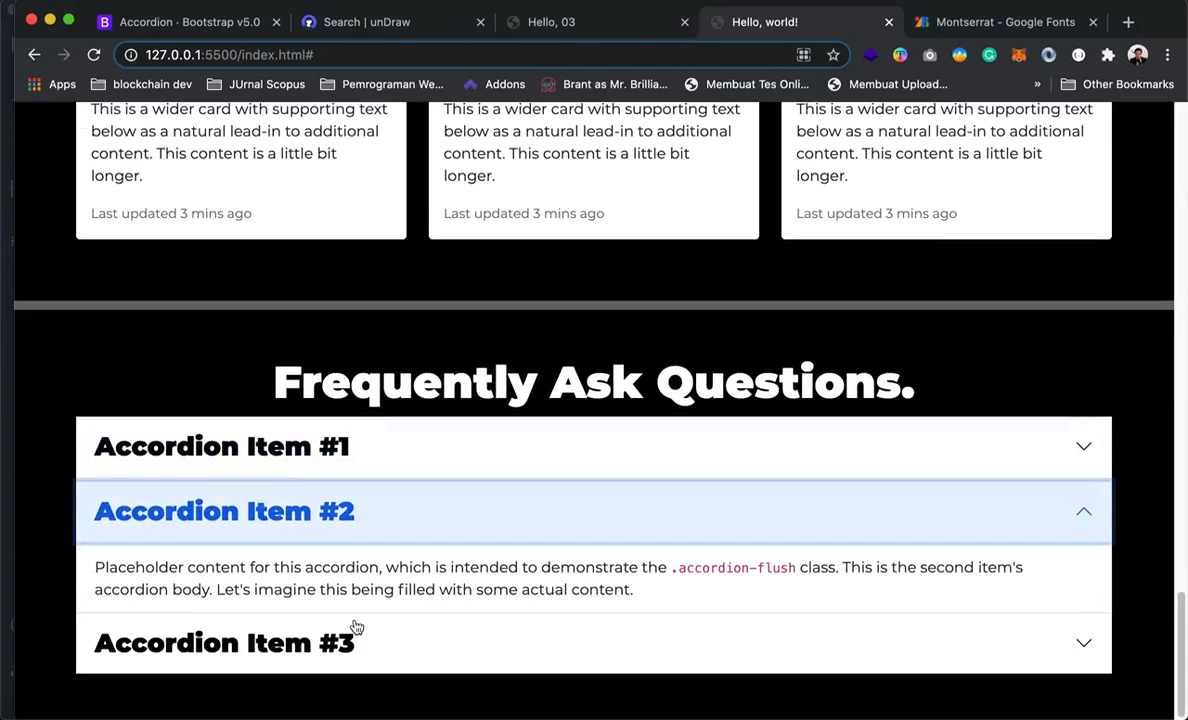 Accordion · Bootstrap v5.0
Search | unDraw
Hello, 03
Hello, world!
Montserrat - Google Fonts
127.0.0.1:5500/index.html#
Apps
blockchain dev
JUrnal Scopus
Pemrograman We...
Addons
Brant as Mr. Brillia...
Membuat Tes Onli...
Membuat Upload...
»
Other Bookmarks
This is a wider card with supporting text
below as a natural lead-in to additional
content. This content is a little bit
longer.
Last updated 3 mins ago
This is a wider card with supporting text
below as a natural lead-in to additional
content. This content is a little bit
longer.
Last updated 3 mins ago
This is a wider card with supporting text
below as a natural lead-in to additional
content. This content is a little bit
longer.
Last updated 3 mins ago
Frequently Ask Questions.
Accordion Item #1
Accordion Item #2
Placeholder content for this accordion, which is intended to demonstrate the .accordion-flush class. This is the second item's
accordion body. Let's imagine this being filled with some actual content.
Accordion Item #3